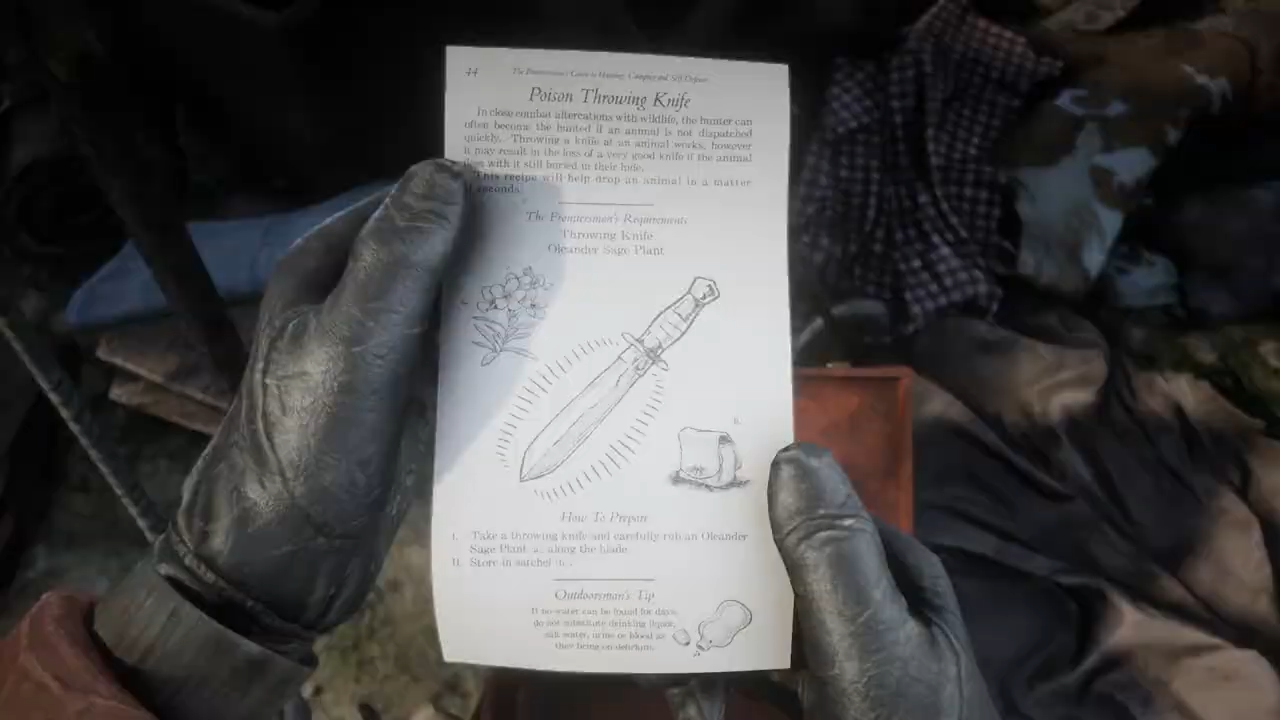 44 The Frontiersman's Guide to Hunting, Camping and Self Defense
Poison Throwing Knife
In close combat altercations with wildlife, the hunter can
often become the hunted if an animal is not dispatched
quickly. Throwing a knife at an animal works, however
it may result in the loss of a very good knife if the animal
with it still buried in their hide.
This recipe will help drop an animal in a matter
seconds.
The Frontiersman's Requirements
Throwing Knife
Oleander Sage Plant
How To Prepare
I. Take a throwing knife and carefully rub an Oleander
Sage Plant a. along the blade.
II. Store in satchel b.
Outdoorsman's Tip
If no water can be found for days,
do not substitute drinking liquor,
salt water, urine or blood as
they bring on delirium.